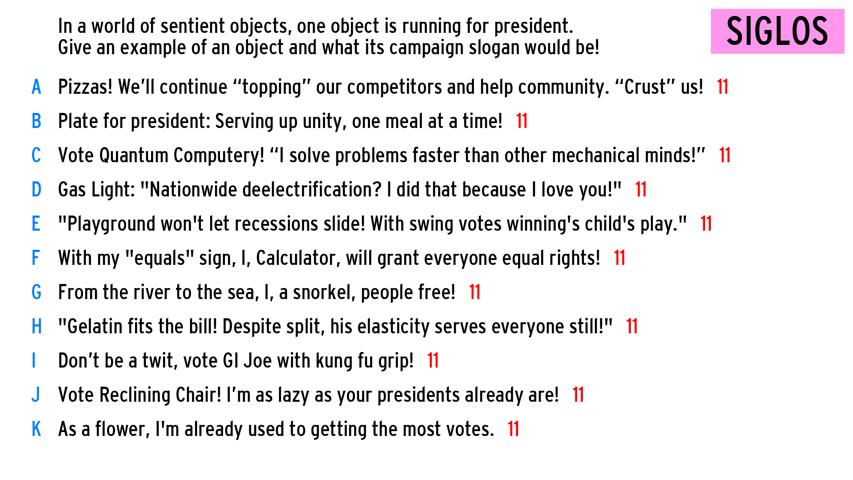 In a world of sentient objects, one object is running for president.
Give an example of an object and what its campaign slogan would be!
SIGLOS
A Pizzas! We’ll continue “topping” our competitors and help community. “Crust” us! 11
B Plate for president: Serving up unity, one meal at a time! 11
C Vote Quantum Computery! “I solve problems faster than other mechanical minds!” 11
D Gas Light: "Nationwide deelectrification? I did that because I love you!" 11
E "Playground won't let recessions slide! With swing votes winning's child's play." 11
F With my "equals" sign, I, Calculator, will grant everyone equal rights! 11
G From the river to the sea, I, a snorkel, people free! 11
H "Gelatin fits the bill! Despite split, his elasticity serves everyone still!" 11
I Don’t be a twit, vote GI Joe with kung fu grip! 11
J Vote Reclining Chair! I’m as lazy as your presidents already are! 11
K As a flower, I'm already used to getting the most votes. 11